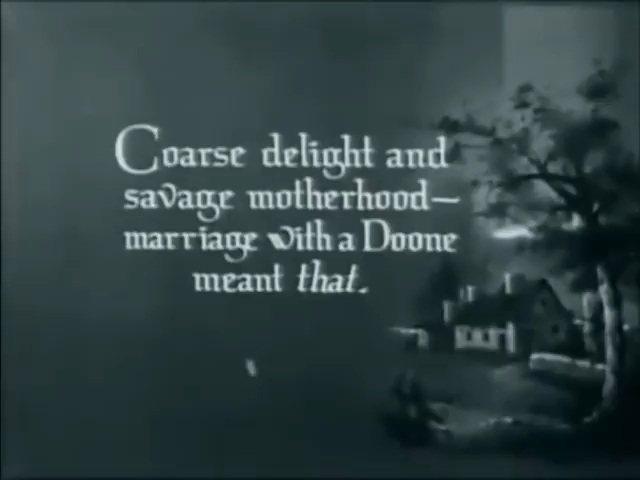 Coarse delight and
savage motherhood—
marriage with a Doone
meant that.